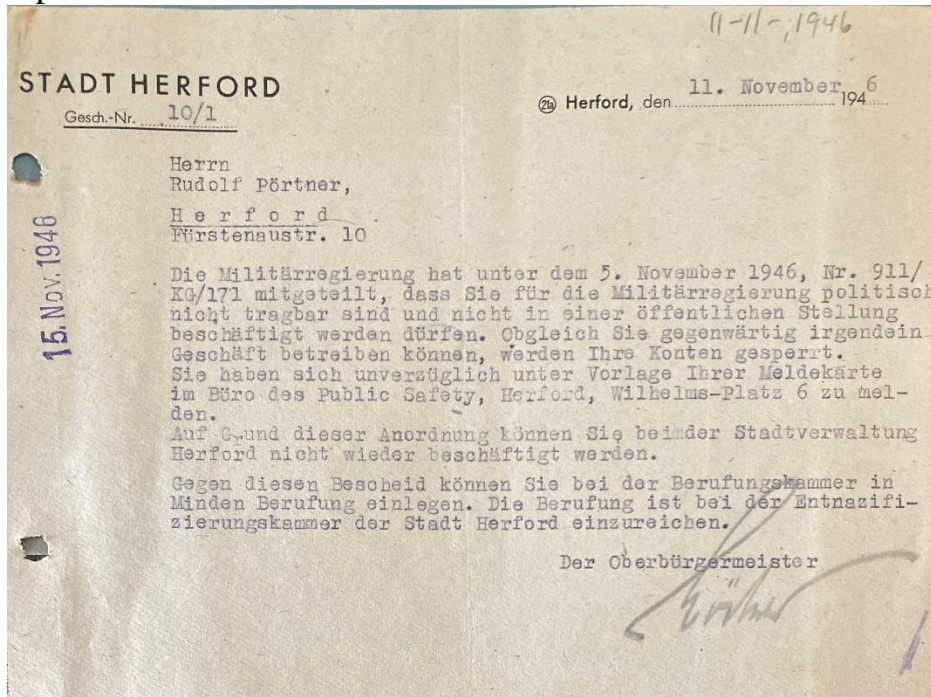 11-11-,1946
STADT HERFORD
Gesch.-Nr. 10/1
(21a) Herford, den 11. November 1946
15. Nov. 1946
Herrn
Rudolf Pörtner,
Herford
Fürstenaustr. 10
Die Militärregierung hat unter dem 5. November 1946, Nr. 911/
KG/171 mitgeteilt, dass Sie für die Militärregierung politisch
nicht tragbar sind und nicht in einer öffentlichen Stellung
beschäftigt werden dürfen. Obgleich Sie gegenwärtig irgendein
Geschäft betreiben können, werden Ihre Konten gesperrt.
Sie haben sich unverzüglich unter Vorlage Ihrer Meldekarte
im Büro des Public Safety, Herford, Wilhelms-Platz 6 zu mel-
den.
Auf Grund dieser Anordnung können Sie beimder Stadtverwaltung
Herford nicht wieder beschäftigt werden.
Gegen diesen Bescheid können Sie bei der Berufungskammer in
Minden Berufung einlegen. Die Berufung ist bei der Entnazifi-
zierungskammer der Stadt Herford einzureichen.
Der Oberbürgermeister